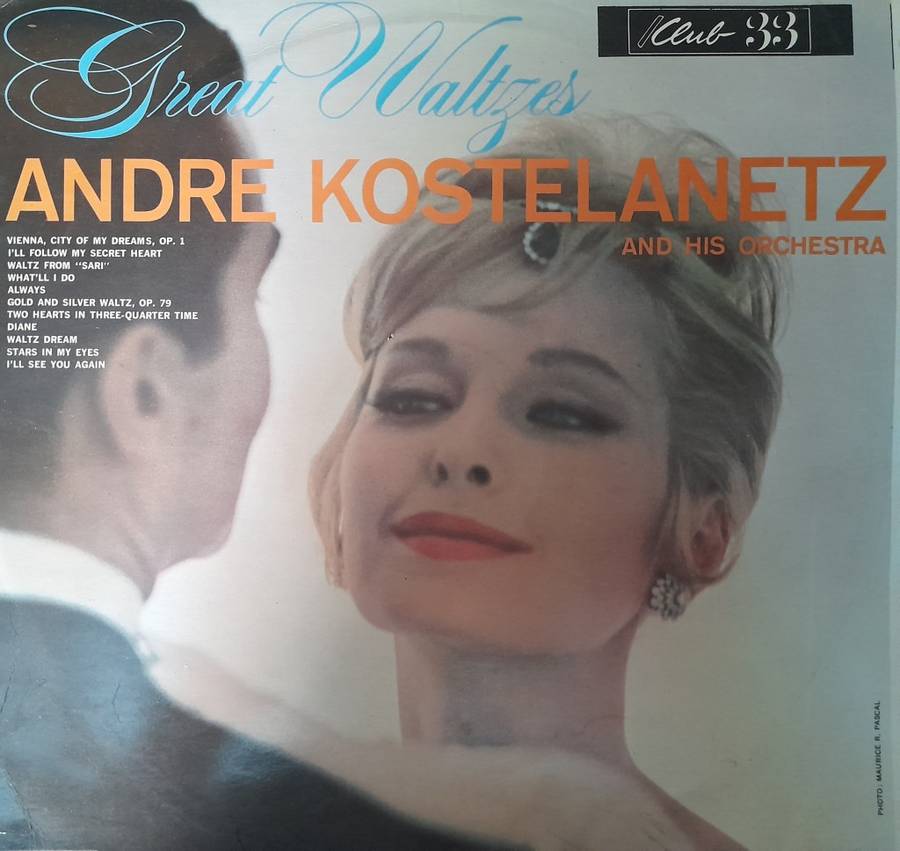 Club 33
Great Waltzes
ANDRE KOSTELANETZ
AND HIS ORCHESTRA
VIENNA, CITY OF MY DREAMS, OP. 1
I'LL FOLLOW MY SECRET HEART
WALTZ FROM "SARI"
WHAT'LL I DO
ALWAYS
GOLD AND SILVER WALTZ, OP. 79
TWO HEARTS IN THREE-QUARTER TIME
DIANE
WALTZ DREAM
STARS IN MY EYES
I'LL SEE YOU AGAIN
PHOTO: MAURICE R. PASCAL